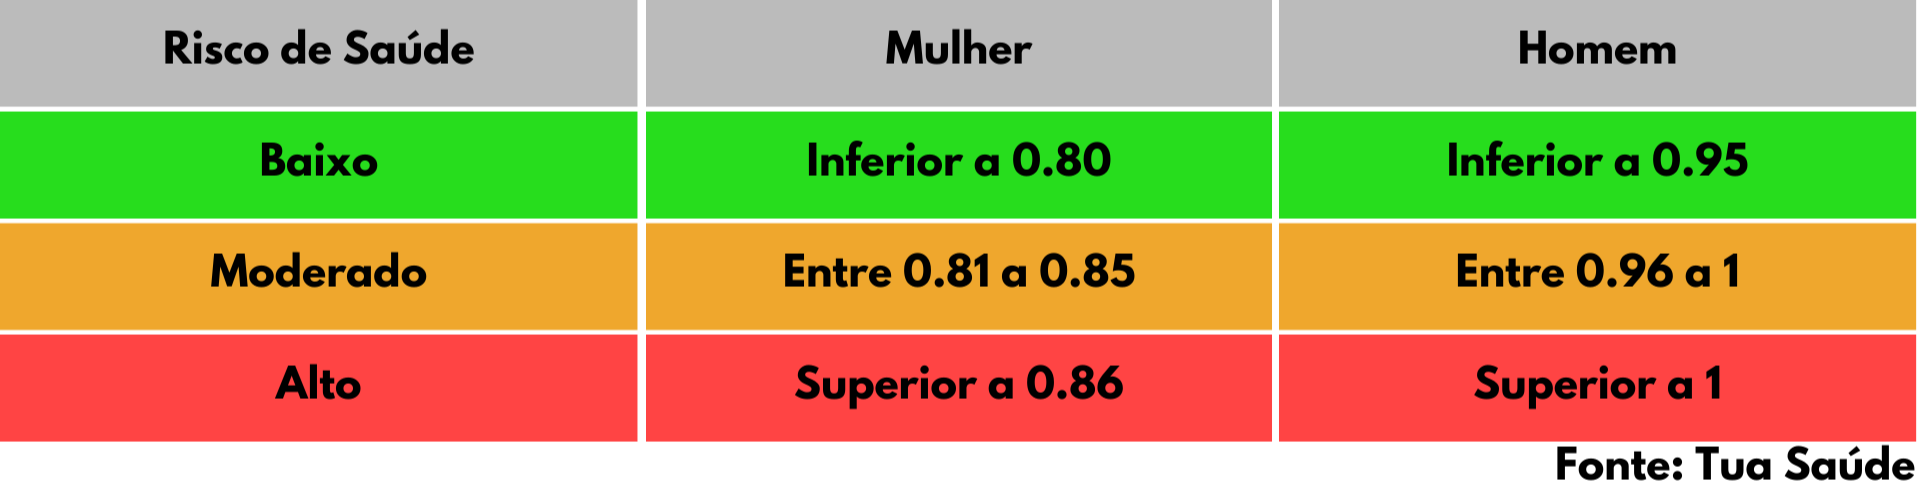 Risco de Saúde Mulher Homem
Baixo Inferior a 0.80 Inferior a 0.95
Moderado Entre 0.81 a 0.85 Entre 0.96 a 1
Alto Superior a 0.86 Superior a 1
Fonte: Tua Saúde